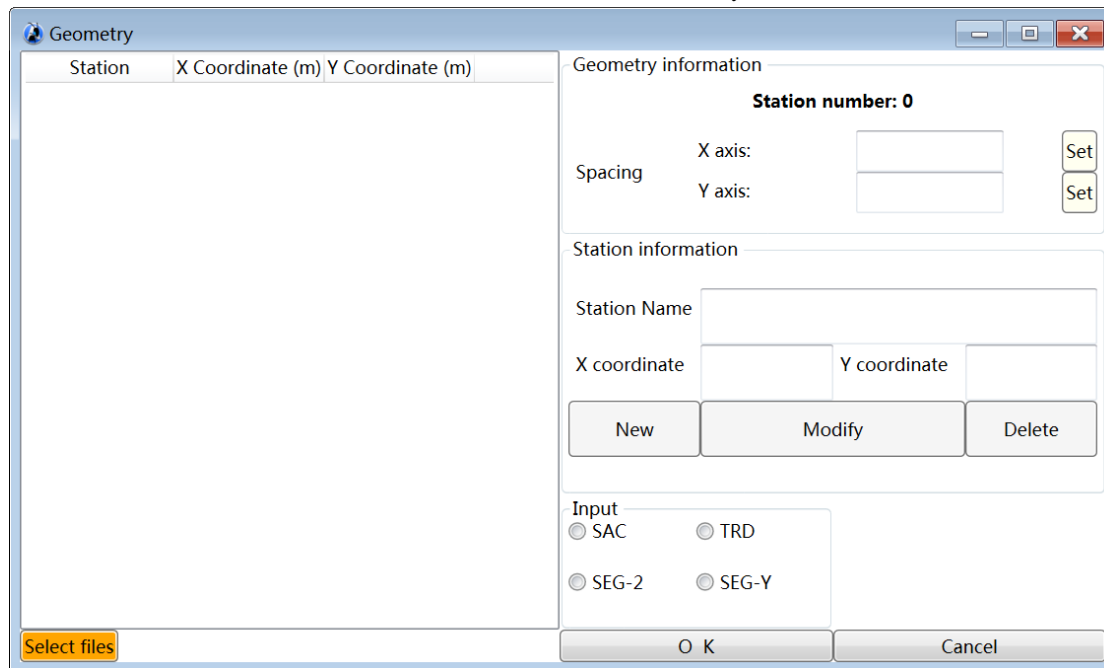 Geometry
Station X Coordinate (m) Y Coordinate (m)
Geometry information
Station number: 0
Spacing
X axis: Set
Y axis: Set
Station information
Station Name
X coordinate Y coordinate
New Modify Delete
Input
SAC TRD
SEG-2 SEG-Y
Select files O K Cancel